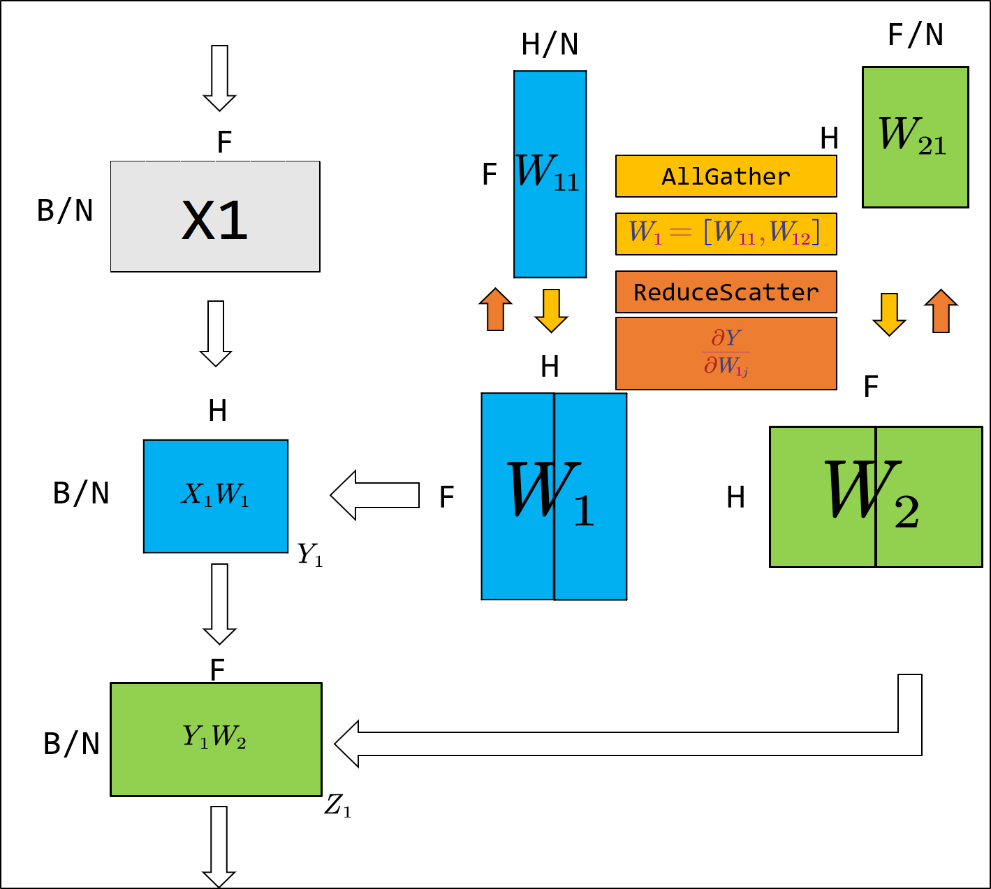 H/N
F/N
F
H
W₂₁
B/N
X1
F
W₁₁
AllGather
W₁ = [W₁₁, W₁₂]
ReduceScatter
∂Y
∂W₁ⱼ
H
F
H
B/N
X₁W₁
Y₁
F
W₁
H
W₂
F
B/N
Y₁W₂
Z₁